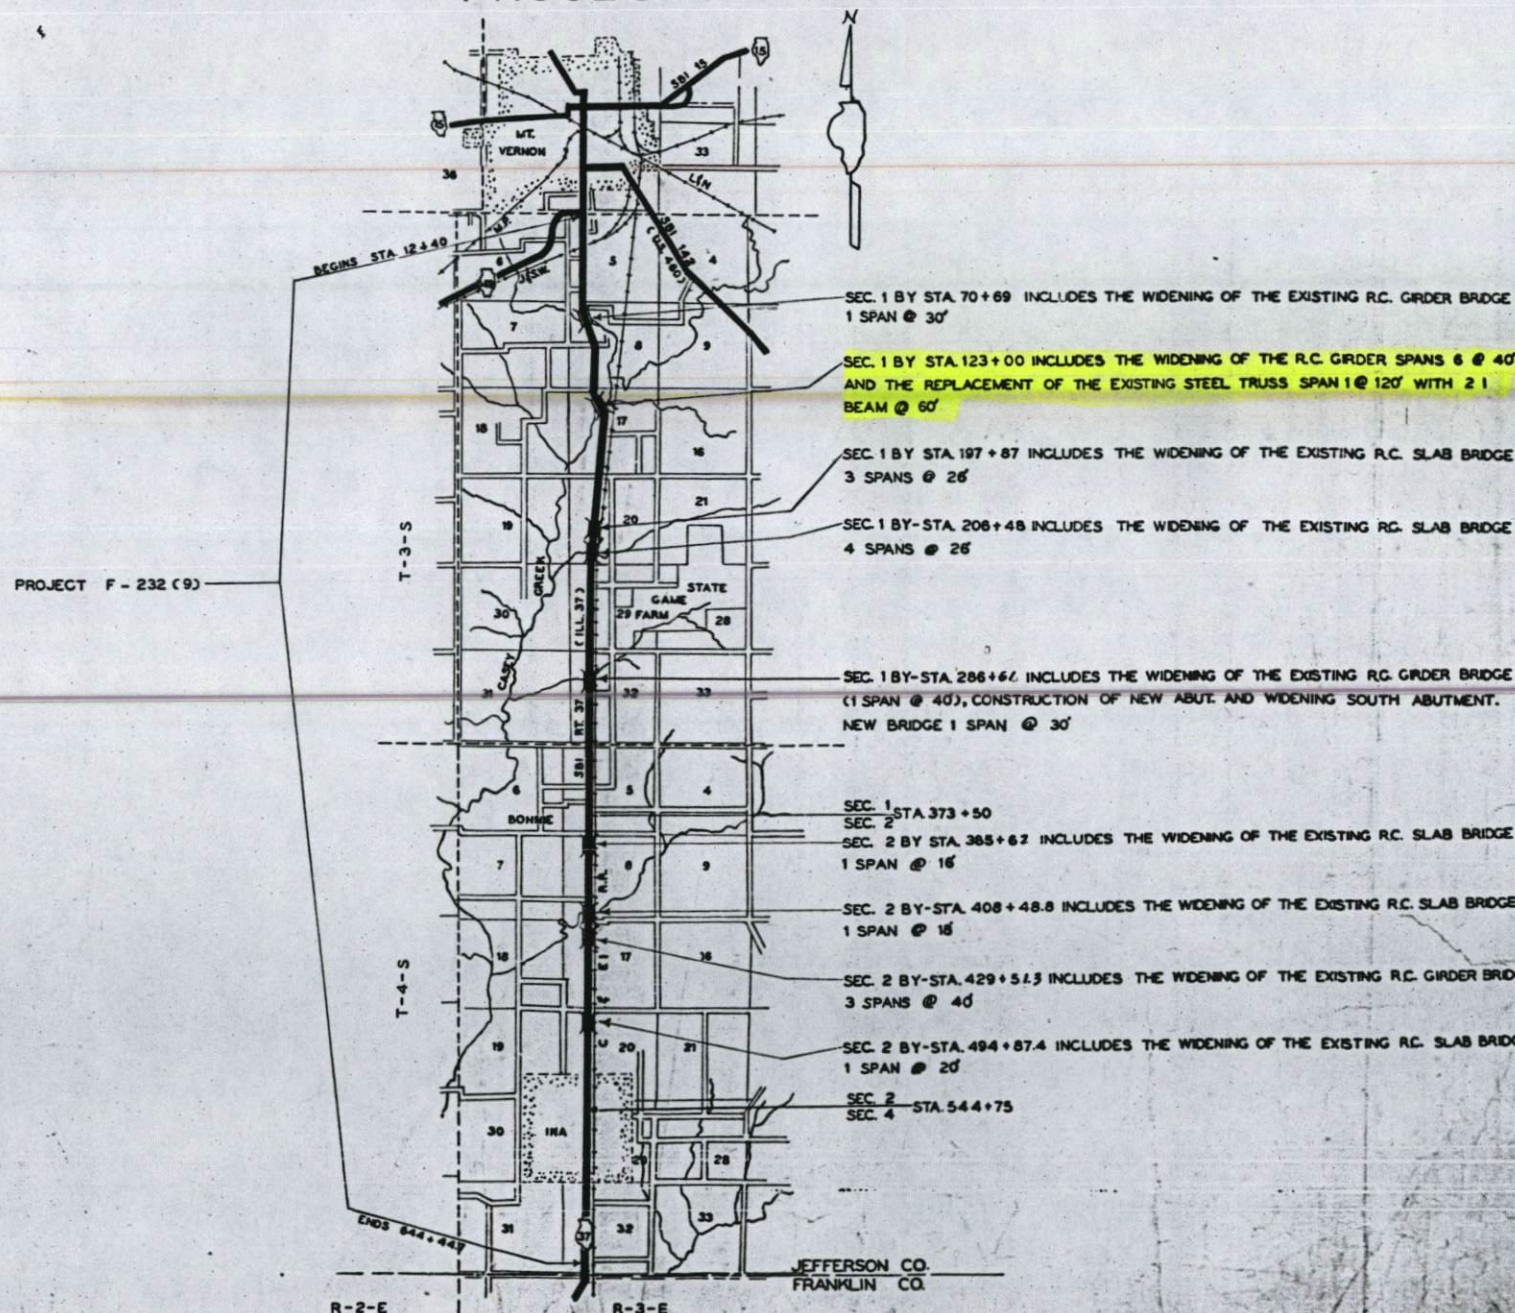 N
15
SBI 15
15
MT.
VERNON
33
36
L&N
M.P.
SBI 142
(U.S. 460)
BEGINS STA. 12+40
6
5
4
J.&S.W.
SEC. 1 BY STA. 70+69 INCLUDES THE WIDENING OF THE EXISTING R.C. GIRDER BRIDGE
1 SPAN @ 30'
7
8
9
SEC. 1 BY STA. 123+00 INCLUDES THE WIDENING OF THE R.C. GIRDER SPANS 6 @ 40'
AND THE REPLACEMENT OF THE EXISTING STEEL TRUSS SPAN 1 @ 120' WITH 2 I
BEAM @ 60'
18
17
16
SEC. 1 BY STA. 197+87 INCLUDES THE WIDENING OF THE EXISTING R.C. SLAB BRIDGE
3 SPANS @ 26'
19
20
21
SEC. 1 BY-STA. 206+48 INCLUDES THE WIDENING OF THE EXISTING R.C. SLAB BRIDGE
4 SPANS @ 26'
T-3-S
PROJECT F-232 (9)
CASEY CREEK
STATE
GAME
FARM
30
29
28
SBI RT. 37 (ILL. 37)
31
32
33
SEC. 1 BY-STA. INCLUDES THE WIDENING OF THE EXISTING R.C. GIRDER BRIDGE
(1 SPAN @ 40'), CONSTRUCTION OF NEW ABUT. AND WIDENING SOUTH ABUTMENT.
NEW BRIDGE 1 SPAN @ 30'
6
5
4
BONNIE
SEC. 1
SEC. 2
STA. 373+50
SEC. 2 BY STA. 385+62 INCLUDES THE WIDENING OF THE EXISTING R.C. SLAB BRIDGE
1 SPAN @ 16'
7
8
9
SEC. 2 BY-STA. 408+48.8 INCLUDES THE WIDENING OF THE EXISTING R.C. SLAB BRIDGE
1 SPAN @ 18'
18
17
16
C & E I R.R.
SEC. 2 BY-STA. INCLUDES THE WIDENING OF THE EXISTING R.C. GIRDER BRID
3 SPANS @ 40'
T-4-S
19
20
21
SEC. 2 BY-STA. 494+87.4 INCLUDES THE WIDENING OF THE EXISTING R.C. SLAB BRIDG
1 SPAN @ 20'
SEC. 2
SEC. 4
STA. 544+75
30
INA
29
28
31
32
33
ENDS
37
JEFFERSON CO.
FRANKLIN CO.
R-2-E
R-3-E